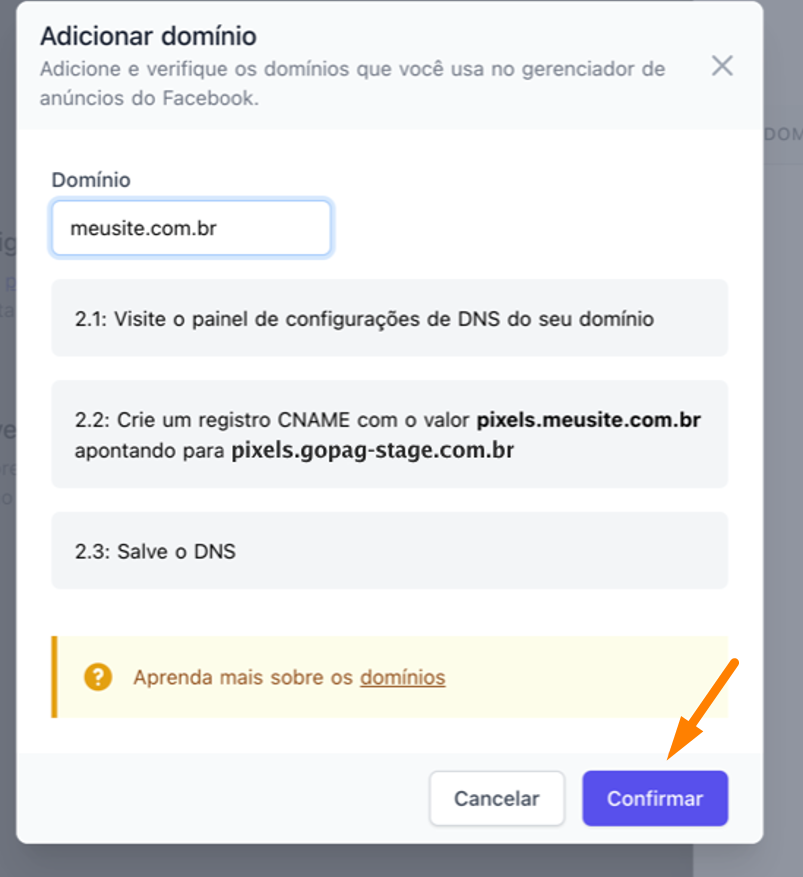 Adicionar domínio
Adicione e verifique os domínios que você usa no gerenciador de
anúncios do Facebook.
DOM
Domínio
meusite.com.br
2.1: Visite o painel de configurações de DNS do seu domínio
2.2: Crie um registro CNAME com o valor pixels.meusite.com.br
apontando para pixels.gopag-stage.com.br
2.3: Salve o DNS
Aprenda mais sobre os domínios
Cancelar
Confirmar